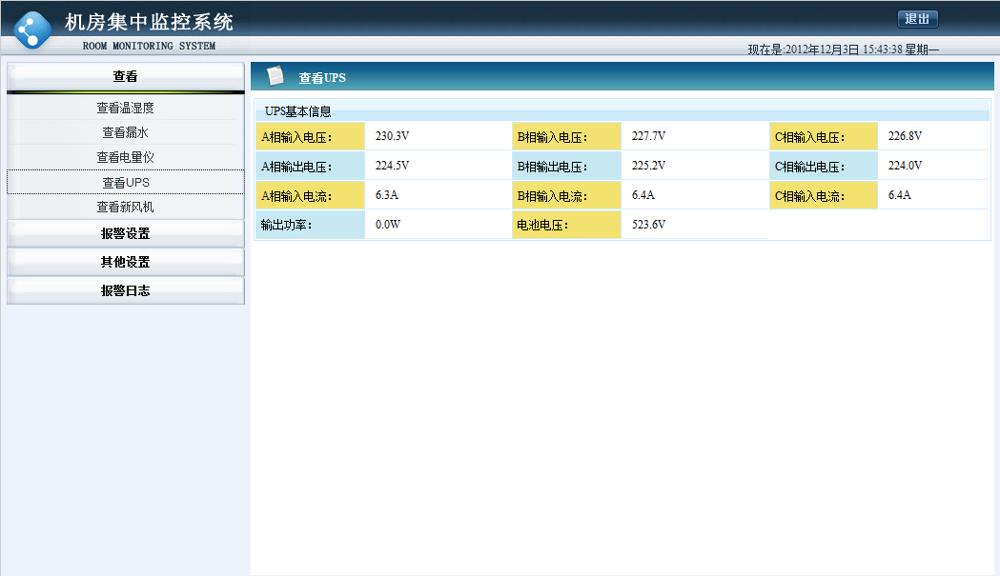 机房集中监控系统
ROOM MONITORING SYSTEM
退出
现在是:2012年12月3日 15:43:38 星期一
查看
查看温湿度
查看漏水
查看电量仪
查看UPS
查看新风机
报警设置
其他设置
报警日志
查看UPS
UPS基本信息
A相输入电压: 230.3V B相输入电压: 227.7V C相输入电压: 226.8V
A相输出电压: 224.5V B相输出电压: 225.2V C相输出电压: 224.0V
A相输入电流: 6.3A B相输入电流: 6.4A C相输入电流: 6.4A
输出功率: 0.0W 电池电压: 523.6V